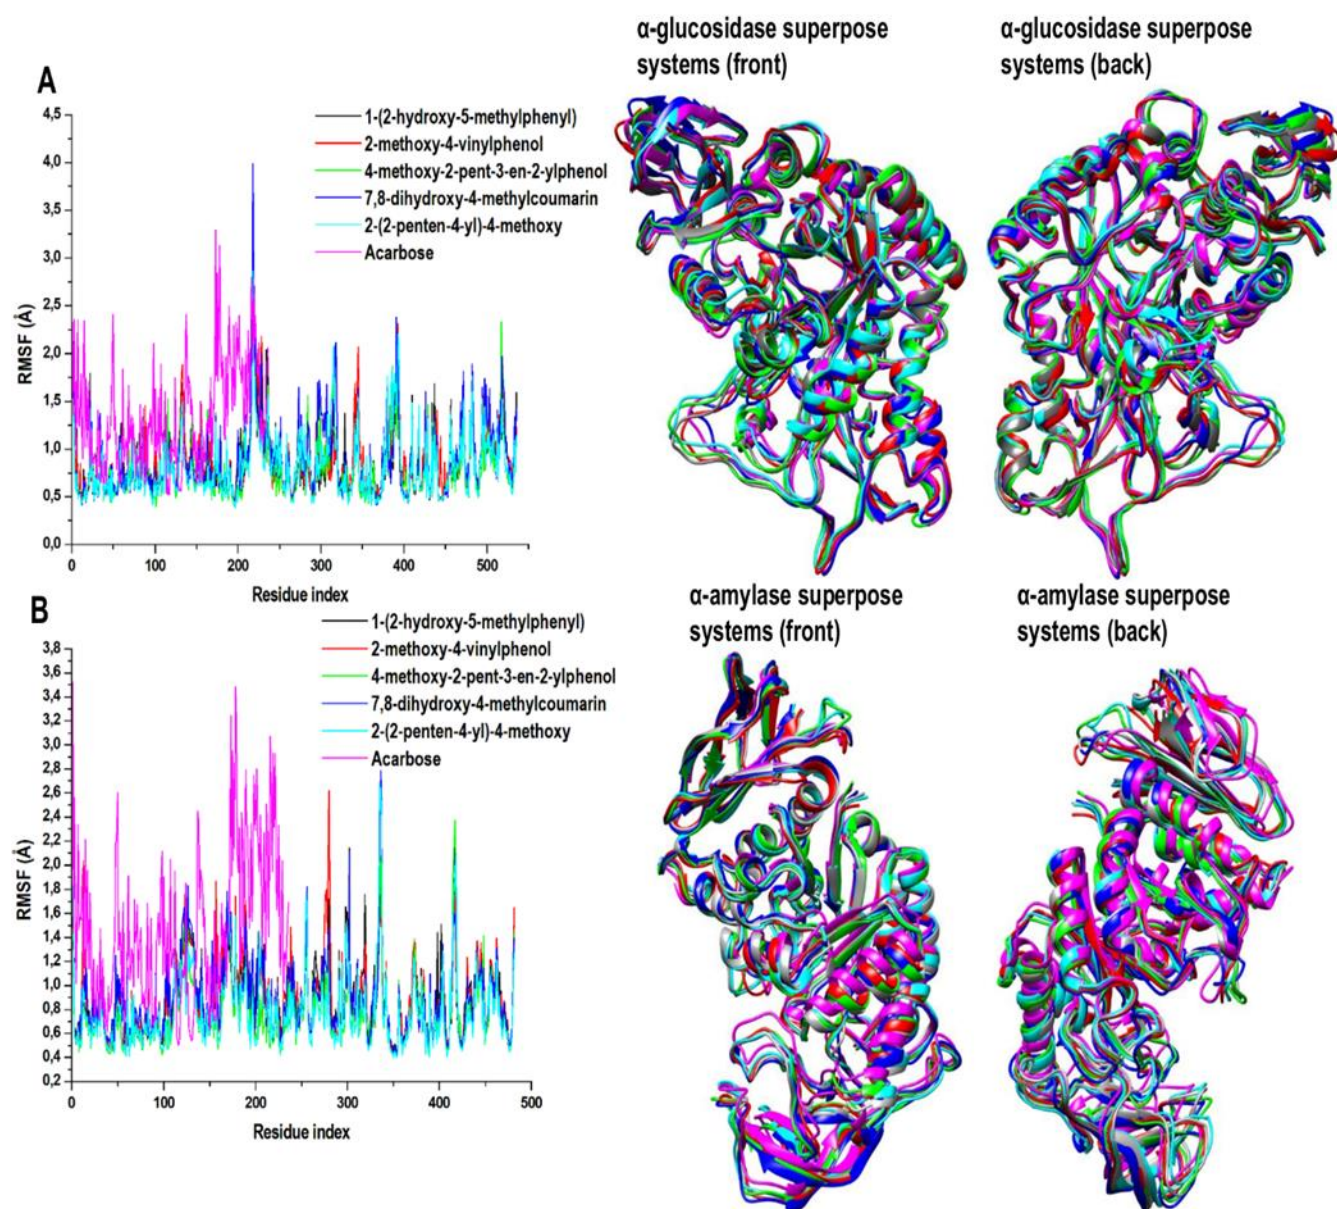 A
α-glucosidase superpose
systems (front)
α-glucosidase superpose
systems (back)
4,5
4,0
3,5
3,0
2,5
2,0
1,5
1,0
0,5
0,0
RMSF (Å)
1-(2-hydroxy-5-methylphenyl)
2-methoxy-4-vinylphenol
4-methoxy-2-pent-3-en-2-ylphenol
7,8-dihydroxy-4-methylcoumarin
2-(2-penten-4-yl)-4-methoxy
Acarbose
0 100 200 300 400 500
Residue index
B
α-amylase superpose
systems (front)
α-amylase superpose
systems (back)
3,8
3,6
3,4
3,2
3,0
2,8
2,6
2,4
2,2
2,0
1,8
1,6
1,4
1,2
1,0
0,8
0,6
0,4
0,2
RMSF (Å)
1-(2-hydroxy-5-methylphenyl)
2-methoxy-4-vinylphenol
4-methoxy-2-pent-3-en-2-ylphenol
7,8-dihydroxy-4-methylcoumarin
2-(2-penten-4-yl)-4-methoxy
Acarbose
0 100 200 300 400 500
Residue index